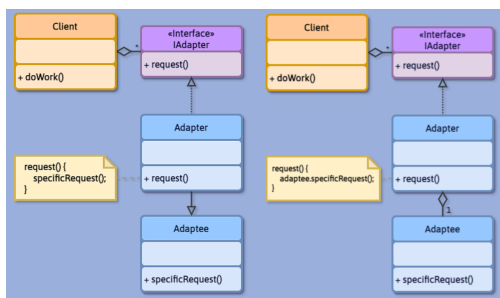 Client
+ doWork()
*
«Interface»
IAdapter
+ request()
Adapter
+ request()
request() {
specificRequest();
}
Adaptee
+ specificRequest()
Client
+ doWork()
*
«Interface»
IAdapter
+ request()
Adapter
+ request()
request() {
adaptee.specificRequest();
}
1
Adaptee
+ specificRequest()